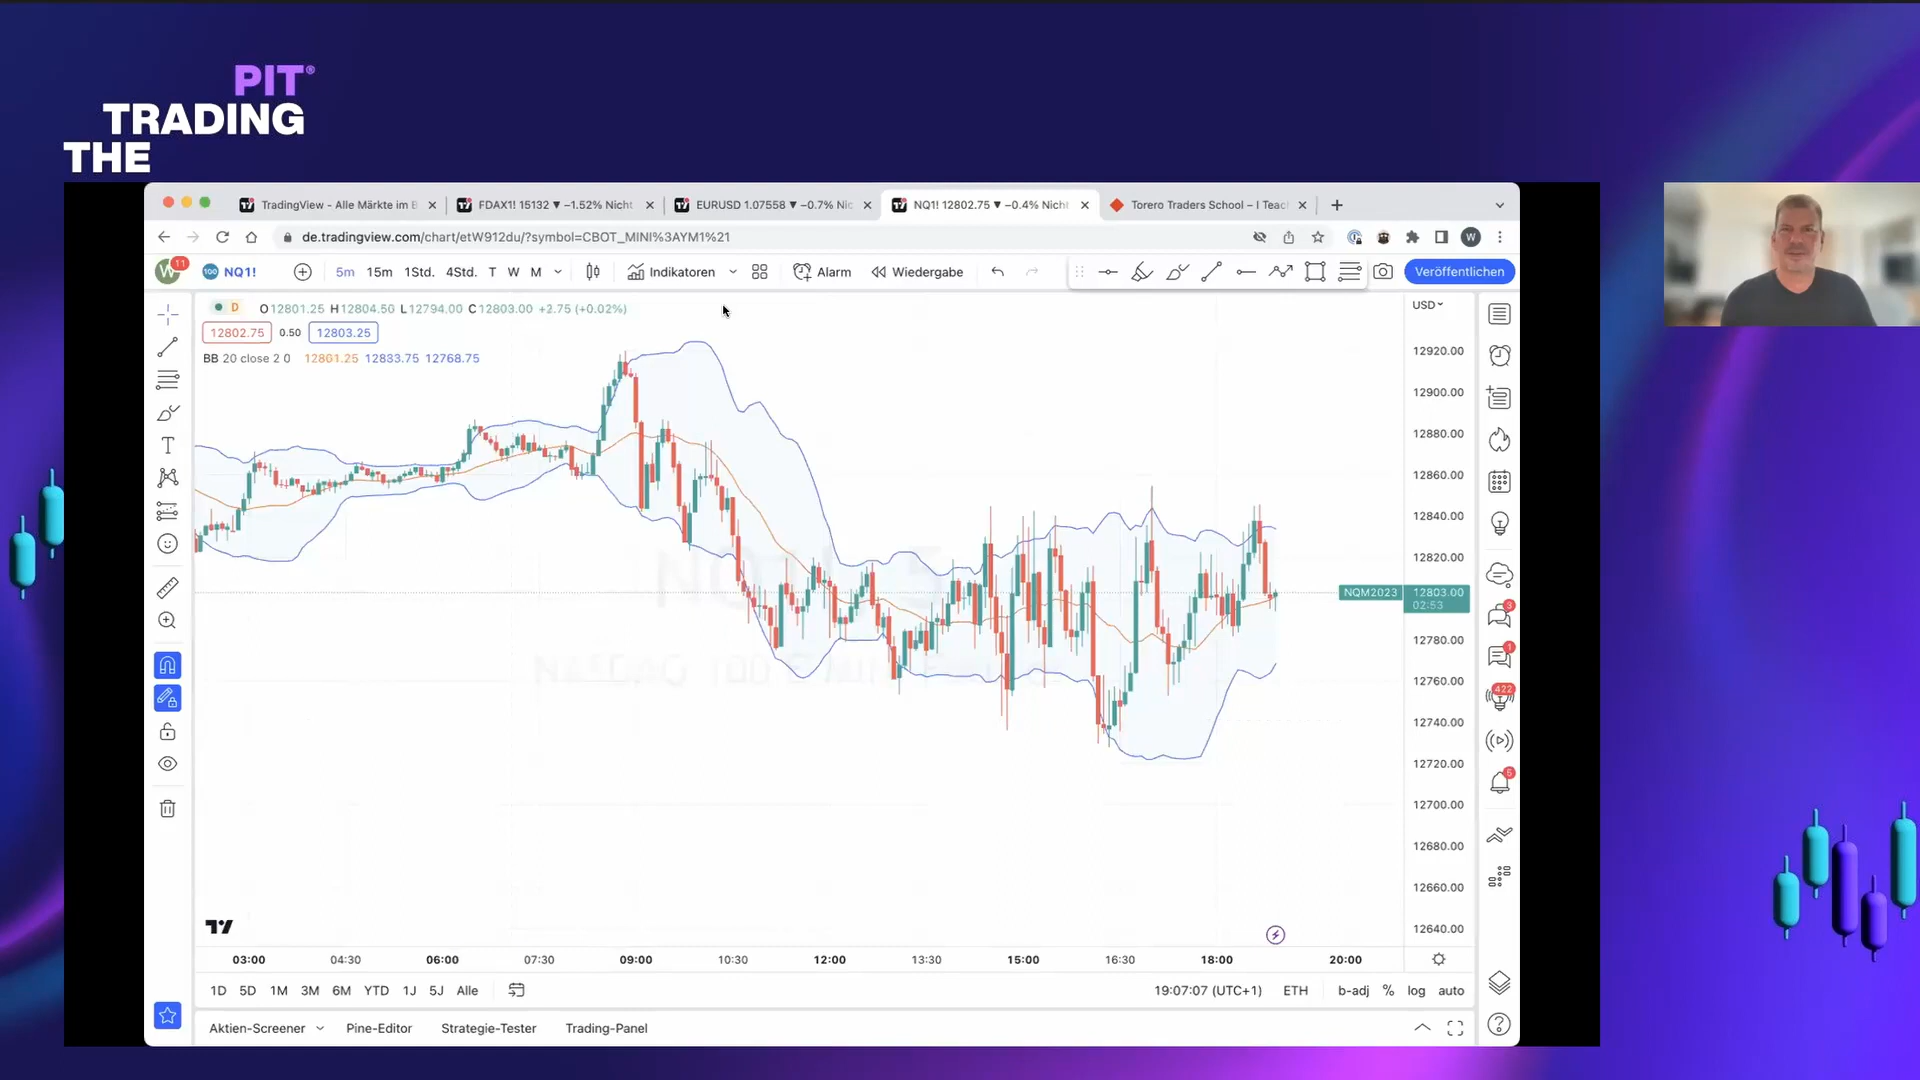 PIT®
TRADING
THE
TradingView - Alle Märkte im B
FDAX1! 15132 ▼ −1.52% Nicht
EURUSD 1.07558 ▼ −0.7% Nic
NQ1! 12802.75 ▼ −0.4% Nicht
Torero Traders School – I Teac
de.tradingview.com/chart/etW912du/?symbol=CBOT_MINI%3AYM1%21
W
W 11
100 NQ1!
5m 15m 1Std. 4Std. T W M
Indikatoren
Alarm
Wiedergabe
Veröffentlichen
D O12801.25 H12804.50 L12794.00 C12803.00 +2.75 (+0.02%)
USD
12802.75 0.50 12803.25
BB 20 close 2 0 12801.25 12833.75 12768.75
12920.00
12900.00
12880.00
12860.00
12840.00
12820.00
NQM2023 12803.00
02:53
12780.00
12760.00
12740.00
12720.00
12700.00
12680.00
12660.00
12640.00
3
1
422
5
03:00 04:30 06:00 07:30 09:00 10:30 12:00 13:30 15:00 16:30 18:00 20:00
1D 5D 1M 3M 6M YTD 1J 5J Alle
19:07:07 (UTC+1) ETH b-adj % log auto
Aktien-Screener Pine-Editor Strategie-Tester Trading-Panel